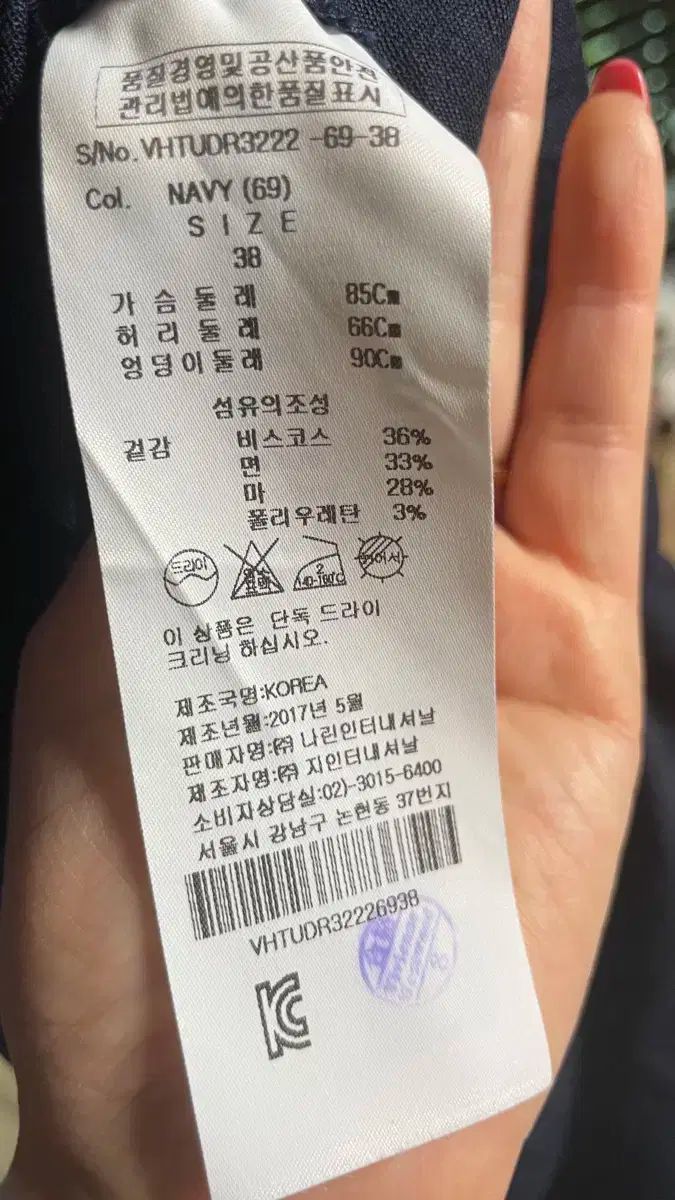 품질경영및공산품안전
관리법에의한품질표시
S/No. VHTUDR3222 -69-38
Col. NAVY (69)
SIZE
38
가슴둘레 85Cm
허리둘레 66Cm
엉덩이둘레 90Cm
섬유의조성
겉감 비스코스 36%
면 33%
마 28%
폴리우레탄 3%
드라이
2
140-160℃
이 상품은 단독 드라이
크리닝 하십시오.
제조국명:KOREA
제조년월:2017년 5월
판매자명:㈜ 나린인터내셔날
제조자명:㈜ 지인터내셔날
소비자상담실:02)-3015-6400
서울시 강남구 논현동 37번지
VHTUDR32226938
KC